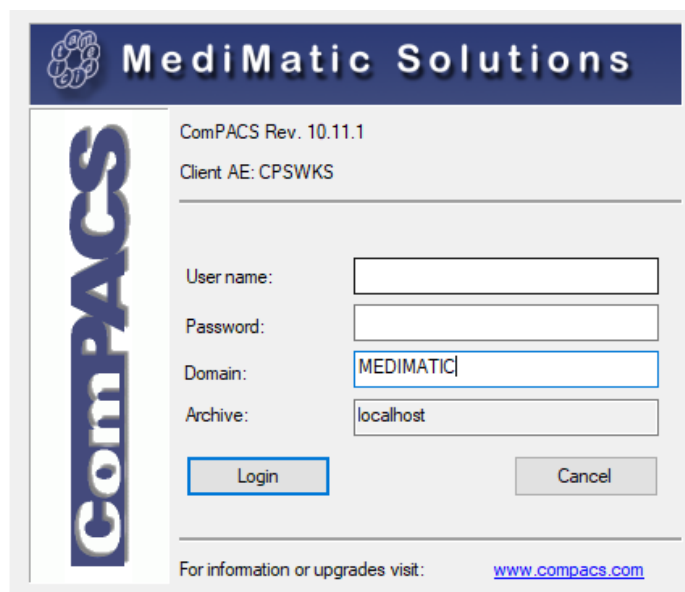 MediMatic Solutions
ComPACS
ComPACS Rev. 10.11.1
Client AE: CPSWKS
User name:
Password:
Domain: MEDIMATIC
Archive: localhost
Login Cancel
For information or upgrades visit: www.compacs.com